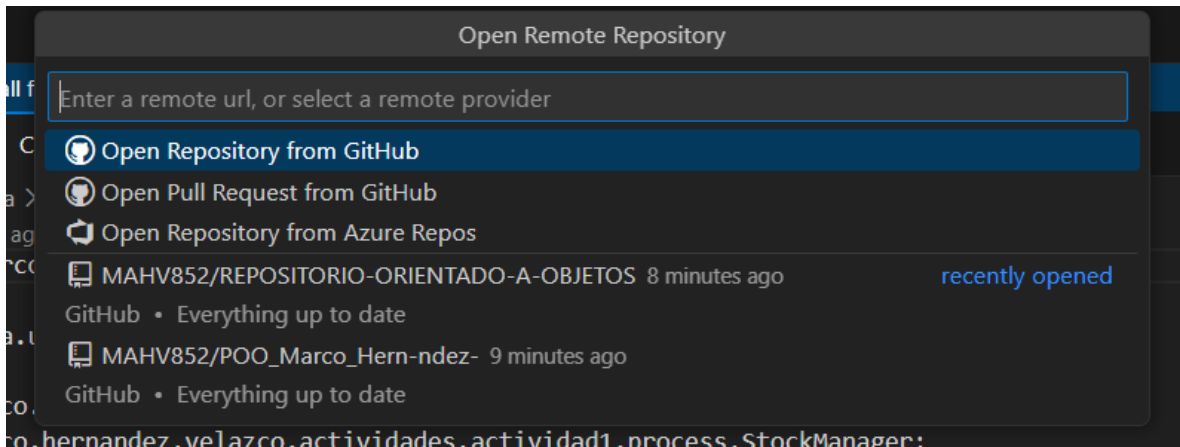 Open Remote Repository
Enter a remote url, or select a remote provider
Open Repository from GitHub
Open Pull Request from GitHub
Open Repository from Azure Repos
MAHV852/REPOSITORIO-ORIENTADO-A-OBJETOS 8 minutes ago recently opened
GitHub • Everything up to date
MAHV852/POO_Marco_Hern-ndez- 9 minutes ago
GitHub • Everything up to date
co.hernandez.velazco.actividades.actividad1.process.StockManager;